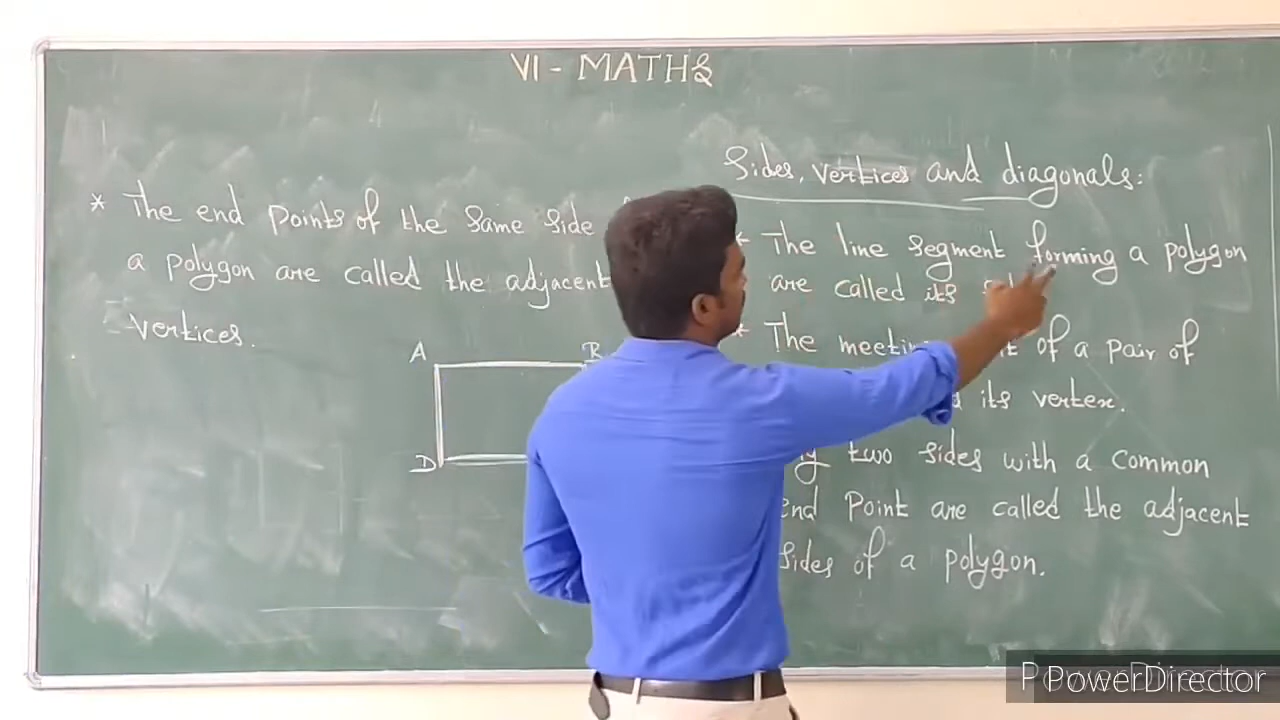 VI - MATHS
* The end points of the same side
a polygon are called the adjacent
vertices.
A
B
D
Sides, vertices and diagonals:
* The line segment forming a polygon
are called its
* The of a pair of
its vertex.
two sides with a common
end point are called the adjacent
sides of a polygon.
PowerDirector